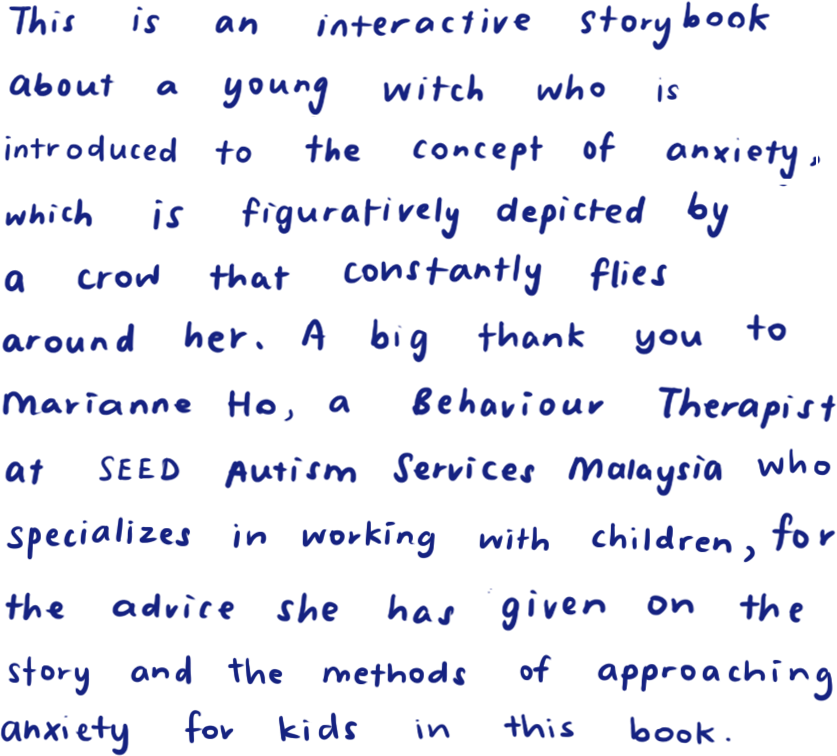 This is an interactive storybook
about a young witch who is
introduced to the concept of anxiety,
which is figuratively depicted by
a crow that constantly flies
around her. A big thank you to
Marianne Ho, a Behaviour Therapist
at SEED Autism Services Malaysia who
specializes in working with children, for
the advice she has given on the
story and the methods of approaching
anxiety for kids in this book.